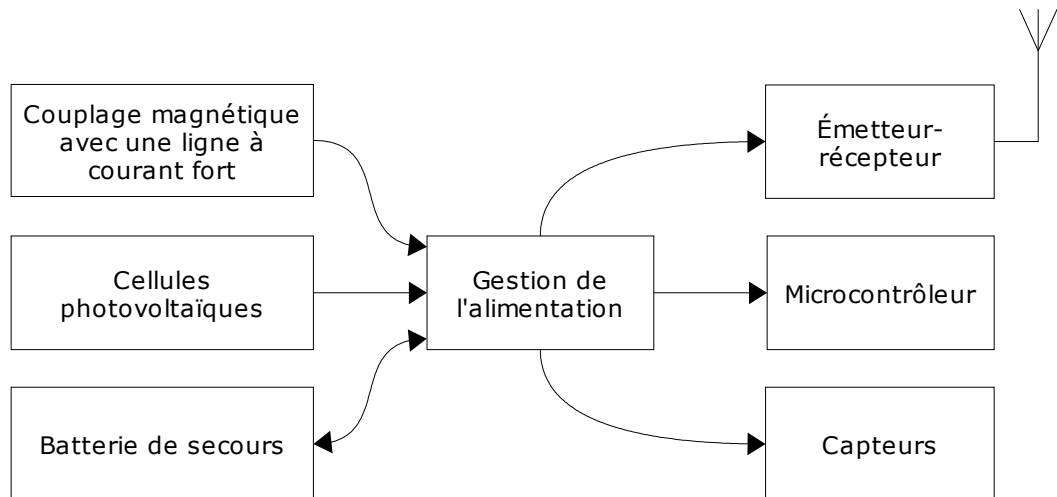 Couplage magnétique
avec une ligne à
courant fort
Cellules
photovoltaïques
Batterie de secours
Gestion de
l'alimentation
Émetteur-
récepteur
Microcontrôleur
Capteurs